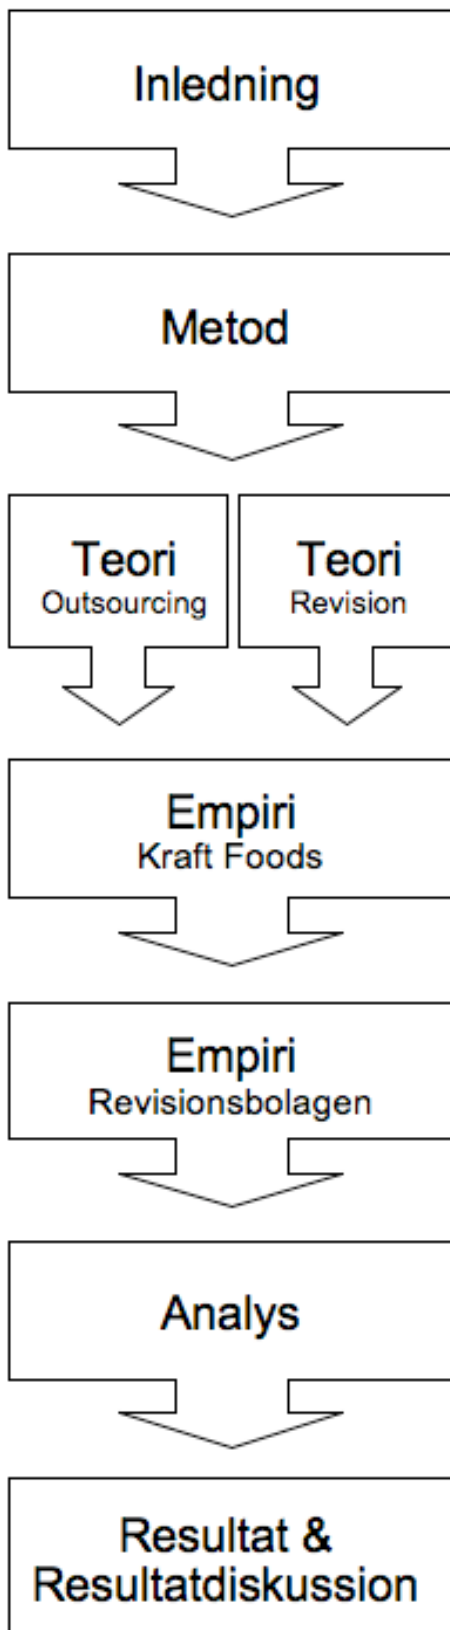 Inledning
Metod
Teori
Outsourcing
Teori
Revision
Empiri
Kraft Foods
Empiri
Revisionsbolagen
Analys
Resultat &
Resultatdiskussion